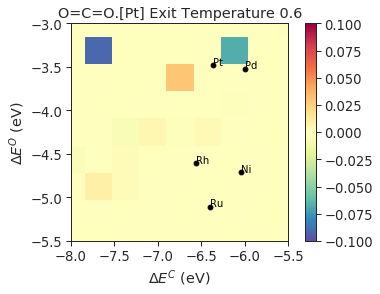 O=C=O.[Pt] Exit Temperature 0.6
−3.0
−3.5
−4.0
−4.5
−5.0
−5.5
ΔE^O (eV)
Pt
Pd
Rh
Ni
Ru
−8.0 −7.5 −7.0 −6.5 −6.0 −5.5
ΔE^C (eV)
0.100
0.075
0.050
0.025
0.000
−0.025
−0.050
−0.075
−0.100